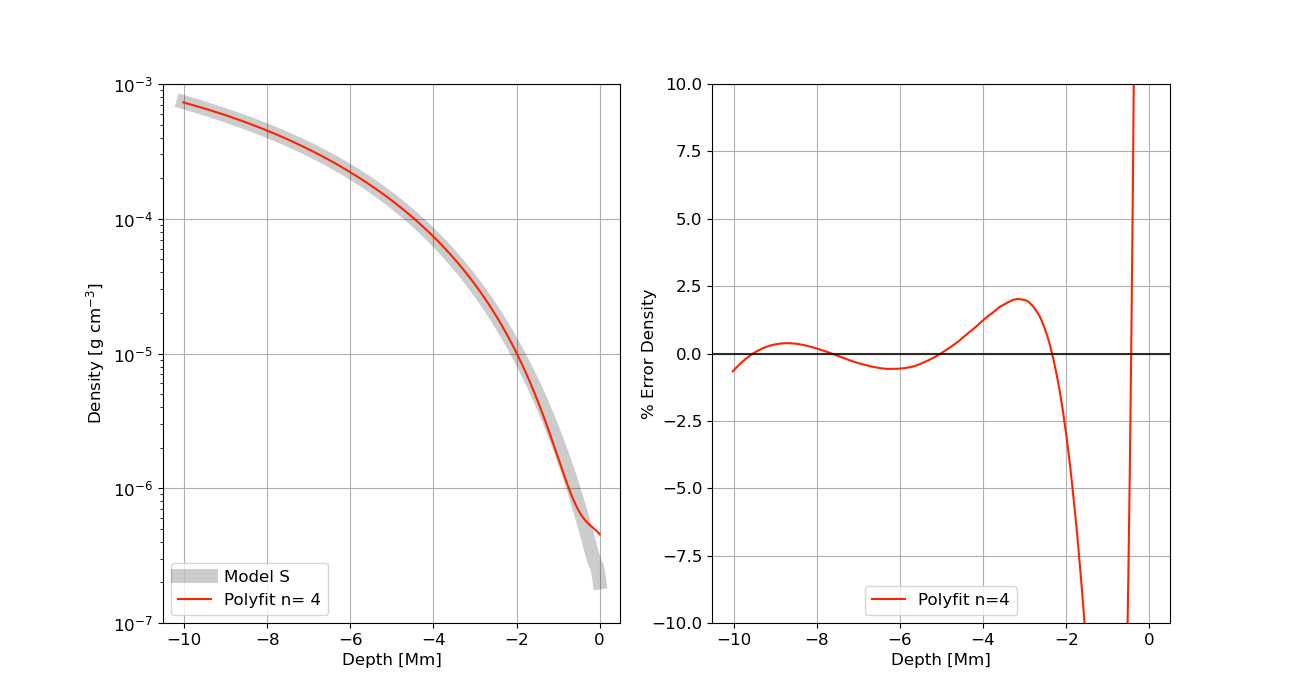 10⁻³
10⁻⁴
10⁻⁵
10⁻⁶
10⁻⁷
Density [g cm⁻³]
Model S
Polyfit n= 4
−10 −8 −6 −4 −2 0
Depth [Mm]
10.0
7.5
5.0
2.5
0.0
−2.5
−5.0
−7.5
−10.0
% Error Density
Polyfit n=4
−10 −8 −6 −4 −2 0
Depth [Mm]